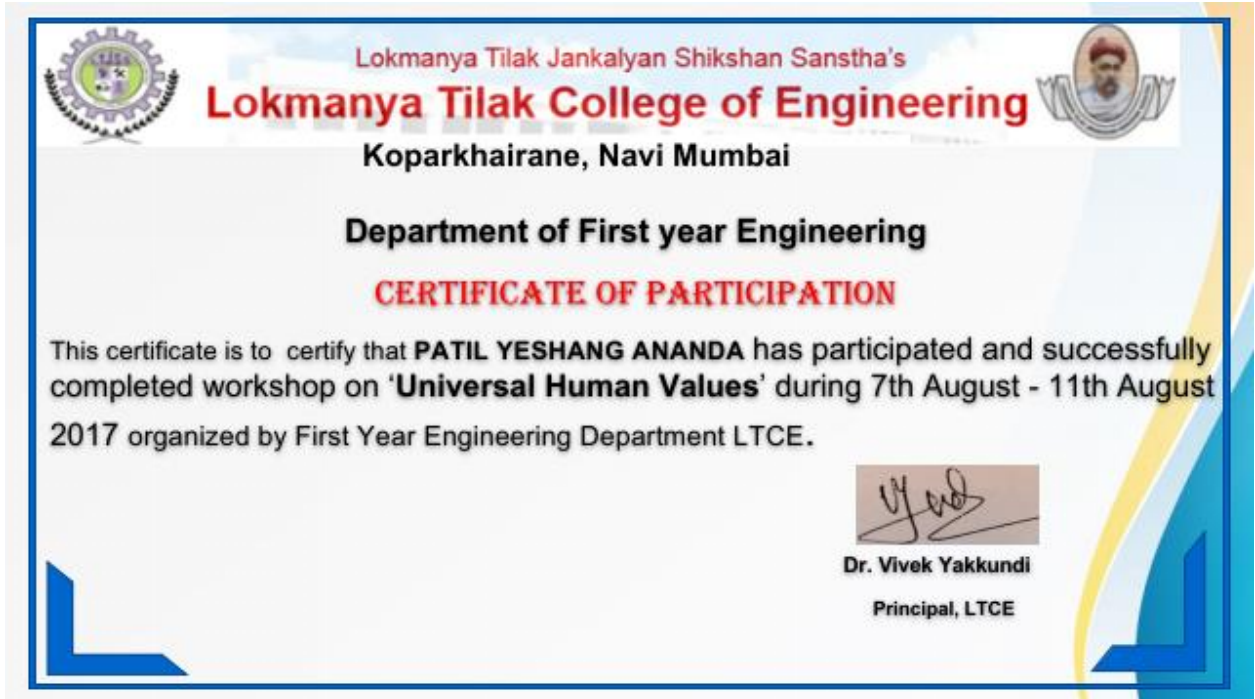 Lokmanya Tilak Jankalyan Shikshan Sanstha's
Lokmanya Tilak College of Engineering
Koparkhairane, Navi Mumbai
Department of First year Engineering
CERTIFICATE OF PARTICIPATION
This certificate is to certify that PATIL YESHANG ANANDA has participated and successfully
completed workshop on ‘Universal Human Values’ during 7th August - 11th August
2017 organized by First Year Engineering Department LTCE.
Dr. Vivek Yakkundi
Principal, LTCE